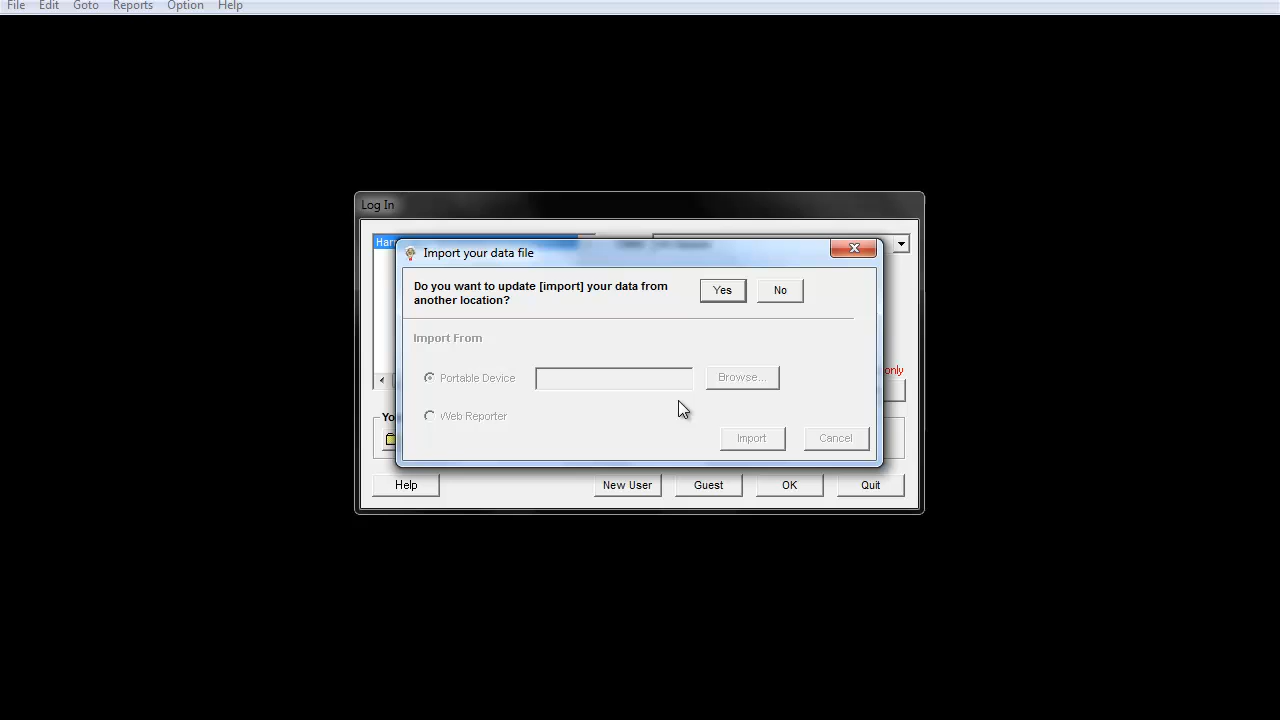 File Edit Goto Reports Option Help
Log In
Import your data file
Do you want to update [import] your data from
another location?
Yes No
Import From
Portable Device Browse...
only
Web Reporter
Import Cancel
Help New User Guest OK Quit